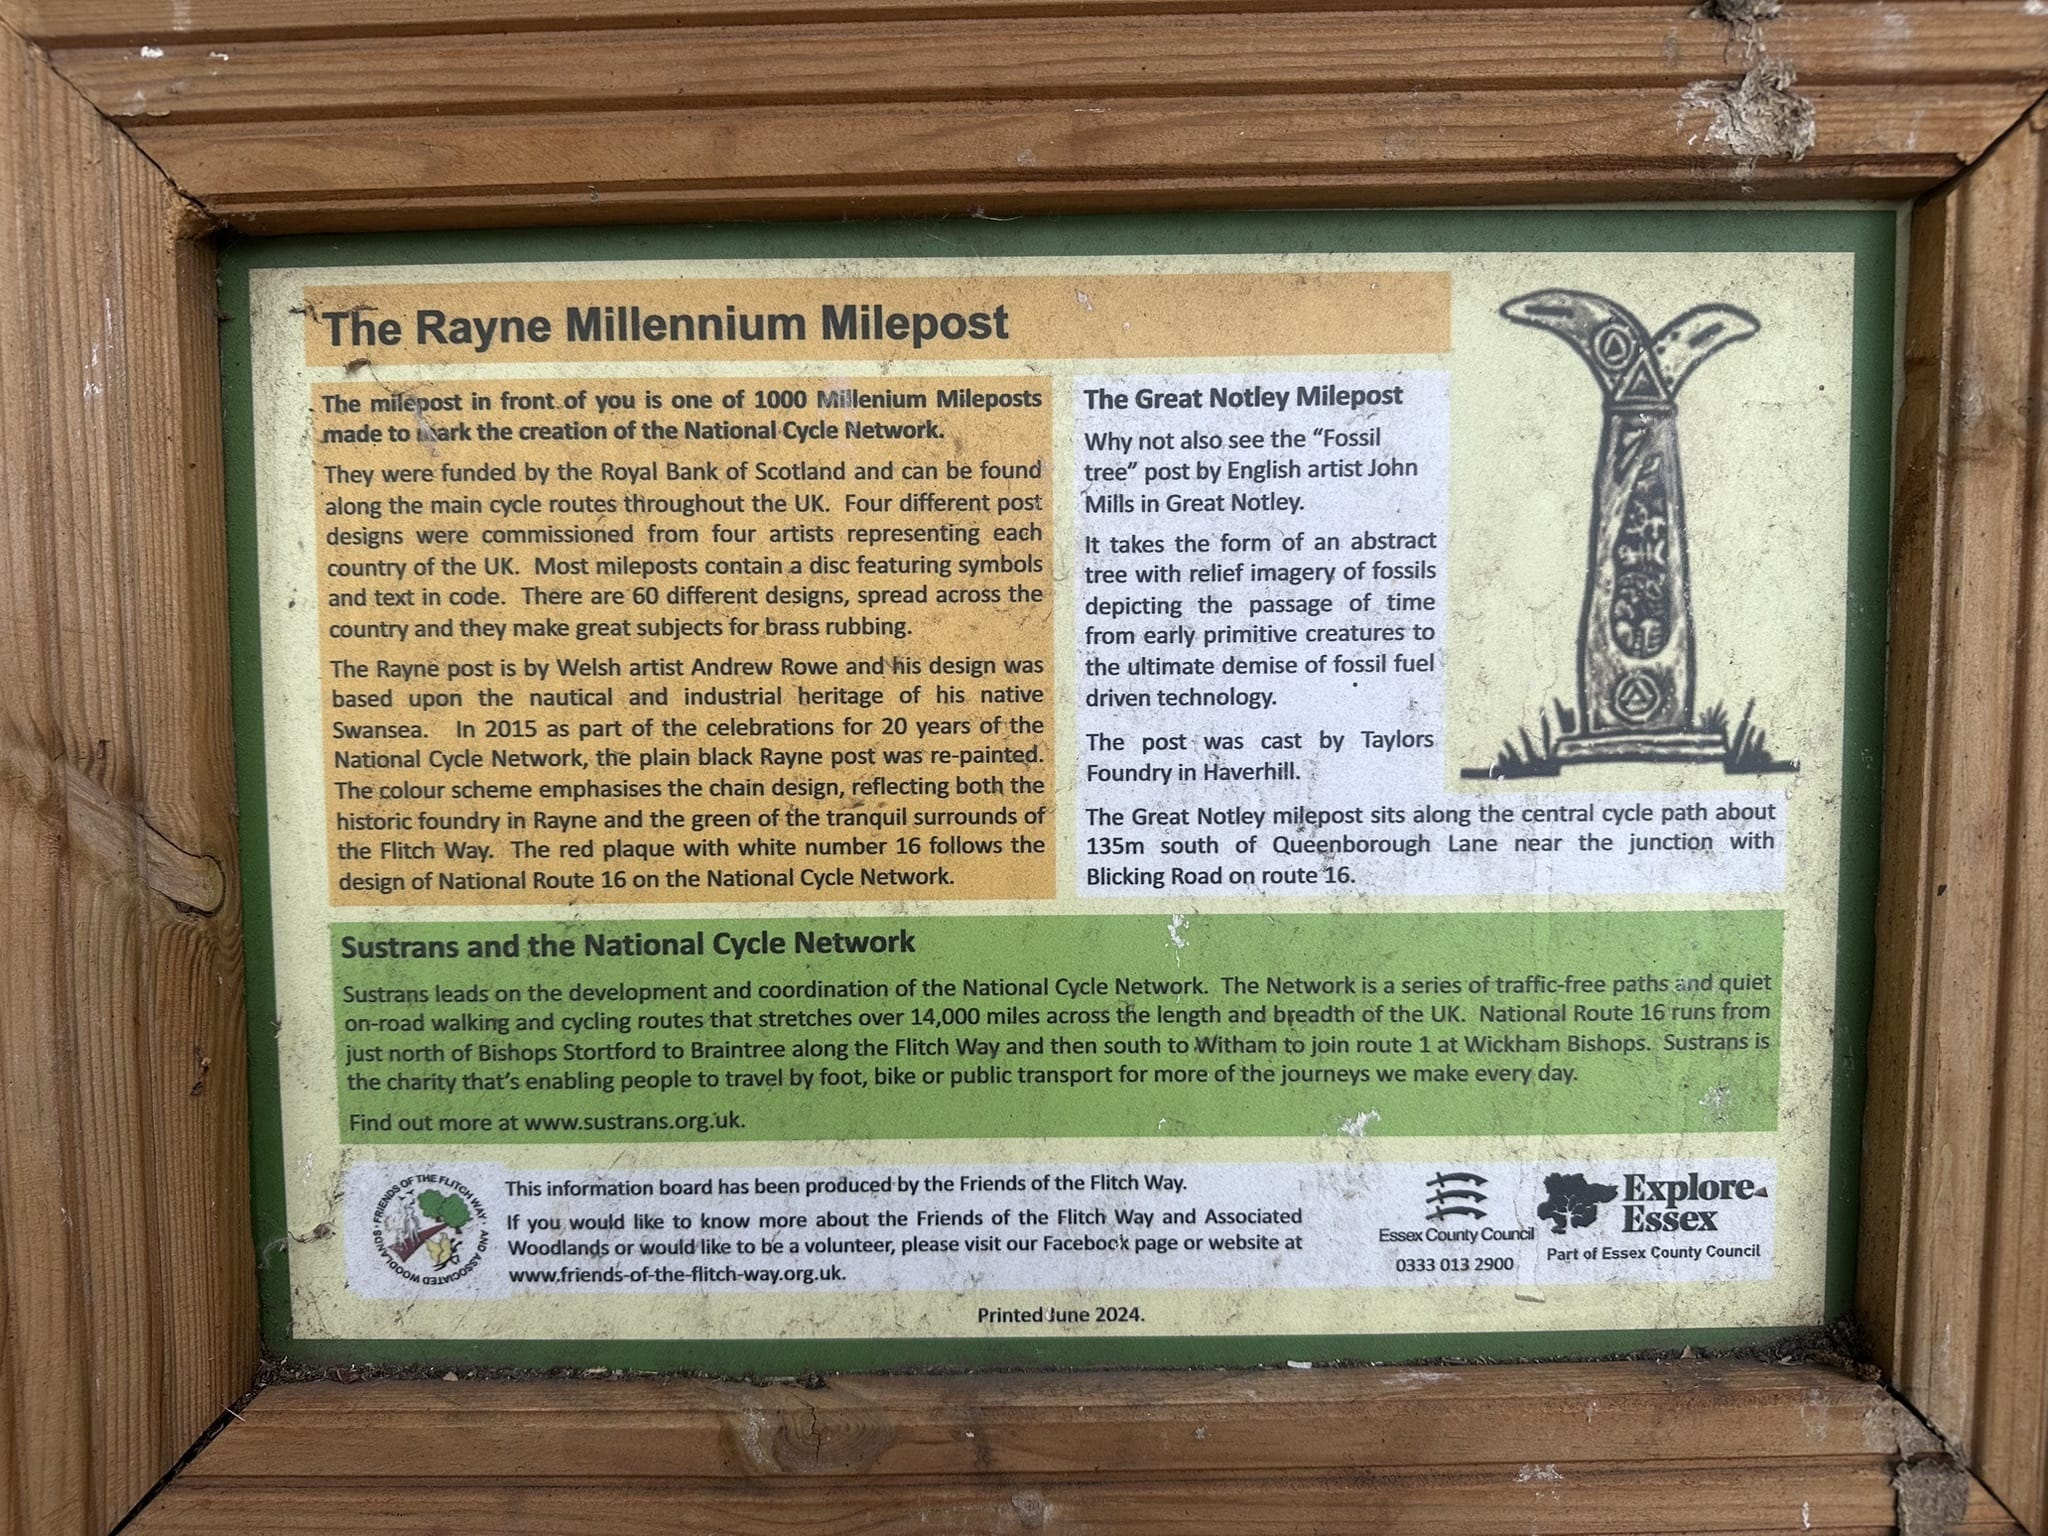 The Rayne Millennium Milepost
The milepost in front of you is one of 1000 Millenium Mileposts
made to mark the creation of the National Cycle Network.
They were funded by the Royal Bank of Scotland and can be found
along the main cycle routes throughout the UK. Four different post
designs were commissioned from four artists representing each
country of the UK. Most mileposts contain a disc featuring symbols
and text in code. There are 60 different designs, spread across the
country and they make great subjects for brass rubbing.
The Rayne post is by Welsh artist Andrew Rowe and his design was
based upon the nautical and industrial heritage of his native
Swansea. In 2015 as part of the celebrations for 20 years of the
National Cycle Network, the plain black Rayne post was re-painted.
The colour scheme emphasises the chain design, reflecting both the
historic foundry in Rayne and the green of the tranquil surrounds of
the Flitch Way. The red plaque with white number 16 follows the
design of National Route 16 on the National Cycle Network.
The Great Notley Milepost
Why not also see the “Fossil
tree” post by English artist John
Mills in Great Notley.
It takes the form of an abstract
tree with relief imagery of fossils
depicting the passage of time
from early primitive creatures to
the ultimate demise of fossil fuel
driven technology.
The post was cast by Taylors
Foundry in Haverhill.
The Great Notley milepost sits along the central cycle path about
135m south of Queenborough Lane near the junction with
Blicking Road on route 16.
Sustrans and the National Cycle Network
Sustrans leads on the development and coordination of the National Cycle Network. The Network is a series of traffic-free paths and quiet
on-road walking and cycling routes that stretches over 14,000 miles across the length and breadth of the UK. National Route 16 runs from
just north of Bishops Stortford to Braintree along the Flitch Way and then south to Witham to join route 1 at Wickham Bishops. Sustrans is
the charity that’s enabling people to travel by foot, bike or public transport for more of the journeys we make every day.
Find out more at www.sustrans.org.uk.
FRIENDS OF THE FLITCH WAY AND ASSOCIATED WOODLANDS
This information board has been produced by the Friends of the Flitch Way.
If you would like to know more about the Friends of the Flitch Way and Associated
Woodlands or would like to be a volunteer, please visit our Facebook page or website at
www.friends-of-the-flitch-way.org.uk.
Essex County Council
0333 013 2900
Explore
Essex
Part of Essex County Council
Printed June 2024.